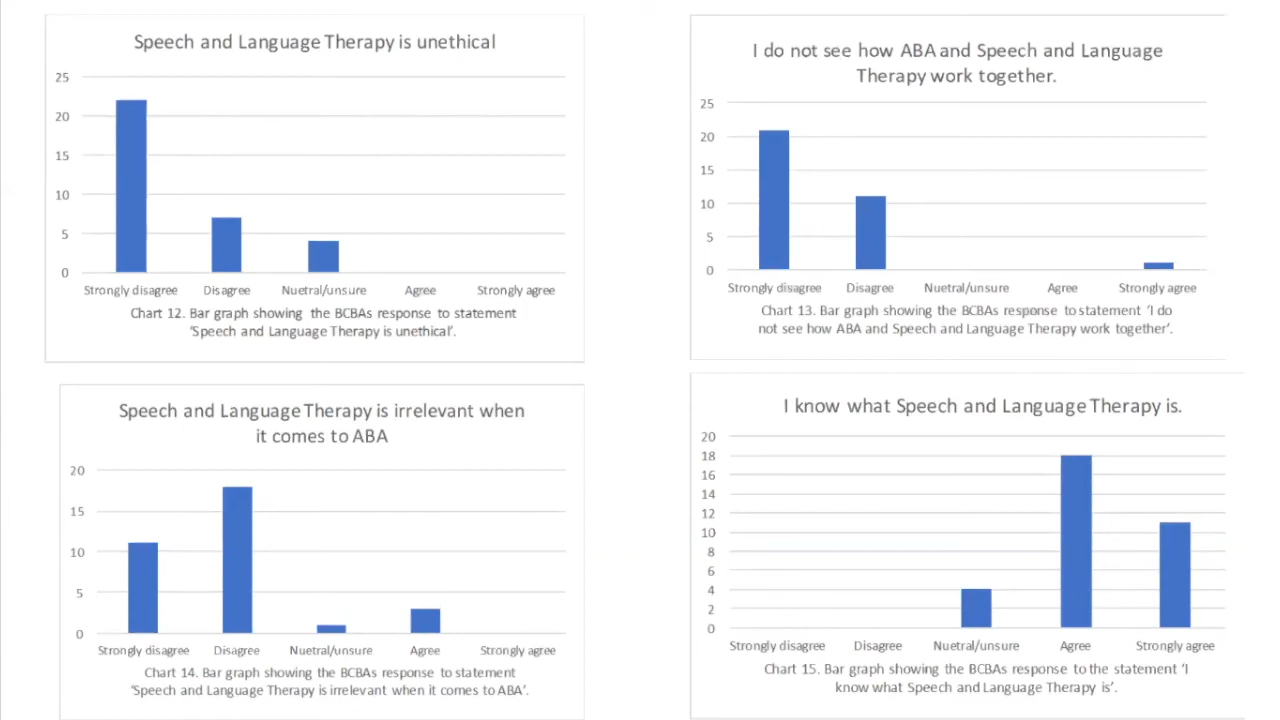 Speech and Language Therapy is unethical
25
20
15
10
5
0
Strongly disagree Disagree Nuetral/unsure Agree Strongly agree
Chart 12. Bar graph showing the BCBAs response to statement
‘Speech and Language Therapy is unethical’.
I do not see how ABA and Speech and Language
Therapy work together.
25
20
15
10
5
0
Strongly disagree Disagree Nuetral/unsure Agree Strongly agree
Chart 13. Bar graph showing the BCBAs response to statement ‘I do
not see how ABA and Speech and Language Therapy work together’.
Speech and Language Therapy is irrelevant when
it comes to ABA
20
15
10
5
0
Strongly disagree Disagree Nuetral/unsure Agree Strongly agree
Chart 14. Bar graph showing the BCBAs response to statement
‘Speech and Language Therapy is irrelevant when it comes to ABA’.
I know what Speech and Language Therapy is.
20
18
16
14
12
10
8
6
4
2
0
Strongly disagree Disagree Nuetral/unsure Agree Strongly agree
Chart 15. Bar graph showing the BCBAs response to the statement ‘I
know what Speech and Language Therapy is’.